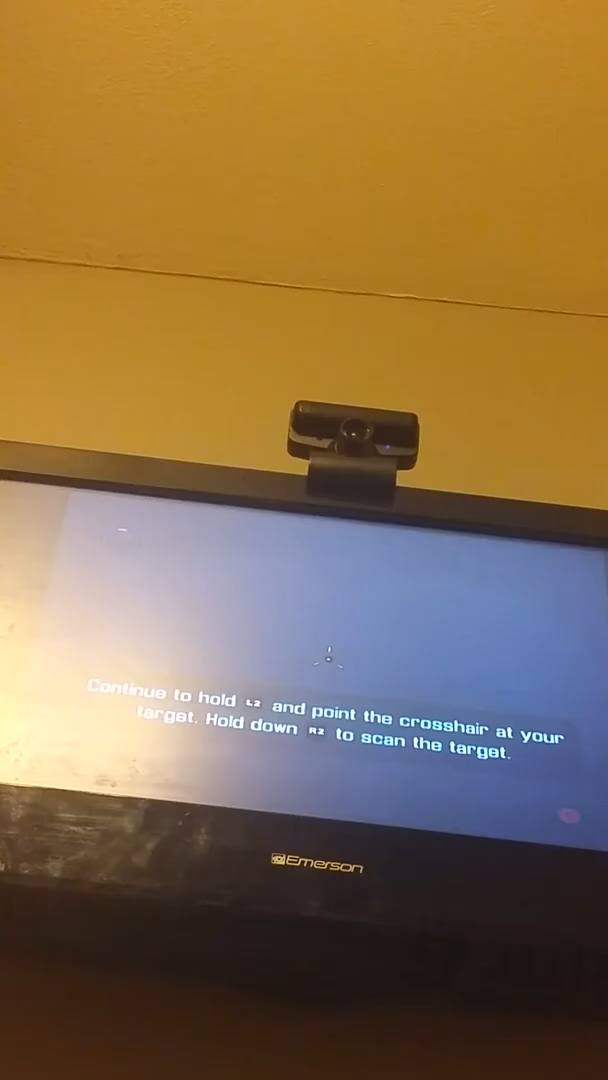 Continue to hold L2 and point the crosshair at your
target. Hold down R2 to scan the target.
Emerson